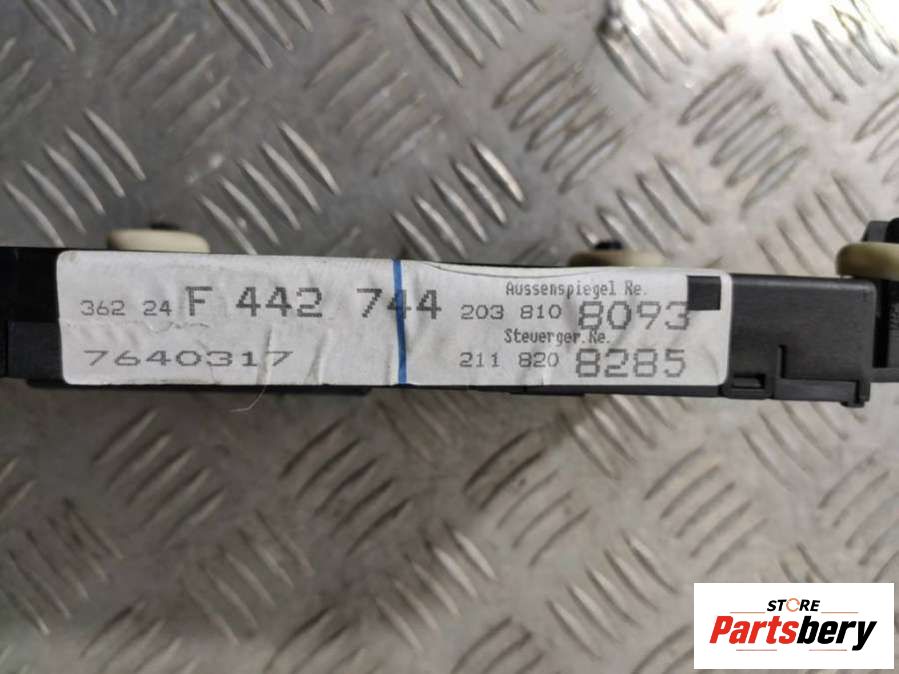 362 24 F 442 744
7640317
Aussenspiegel Re.
203 810 8093
Steuerger.Re.
211 820 8285
STORE
Partsbery